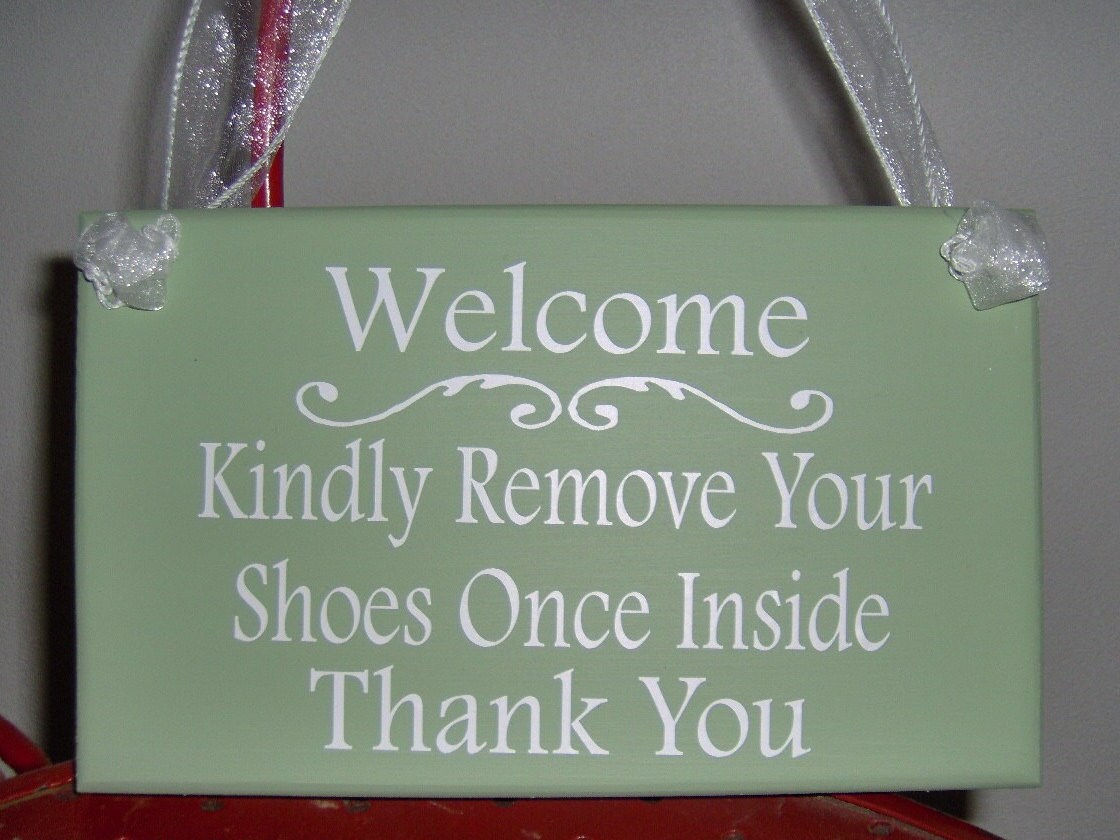 Welcome
Kindly Remove Your
Shoes Once Inside
Thank You